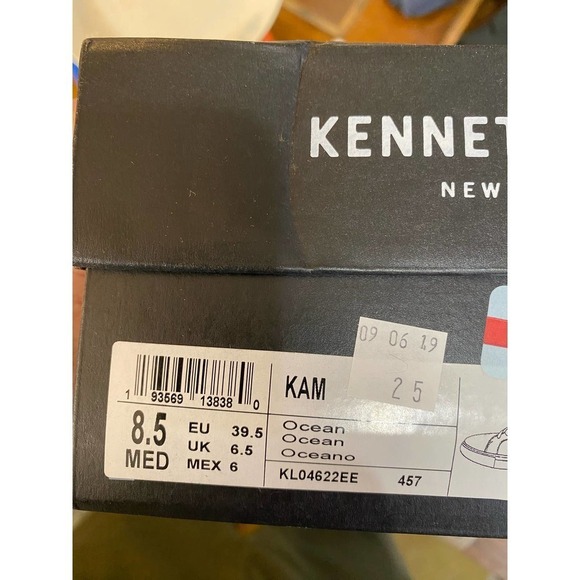 KENNET
NEW
09 06 19
25
1 93569 13838 0
KAM
8.5
MED
EU 39.5
UK 6.5
MEX 6
Ocean
Ocean
Oceano
KL04622EE 457